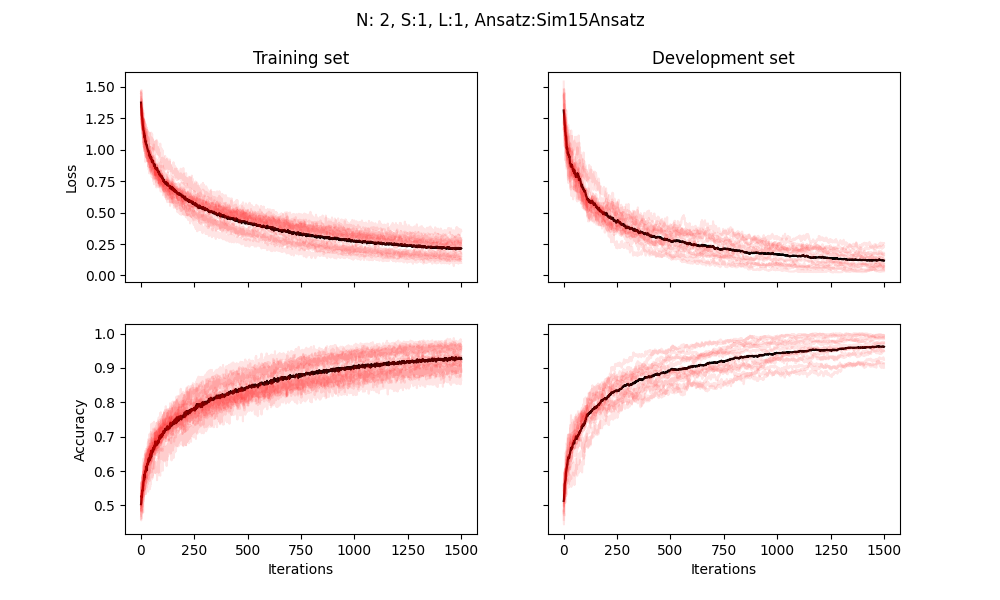 N: 2, S:1, L:1, Ansatz:Sim15Ansatz
Training set
Development set
1.50
1.25
1.00
0.75
0.50
0.25
0.00
Loss
1.0
0.9
0.8
0.7
0.6
0.5
Accuracy
0 250 500 750 1000 1250 1500
Iterations
0 250 500 750 1000 1250 1500
Iterations